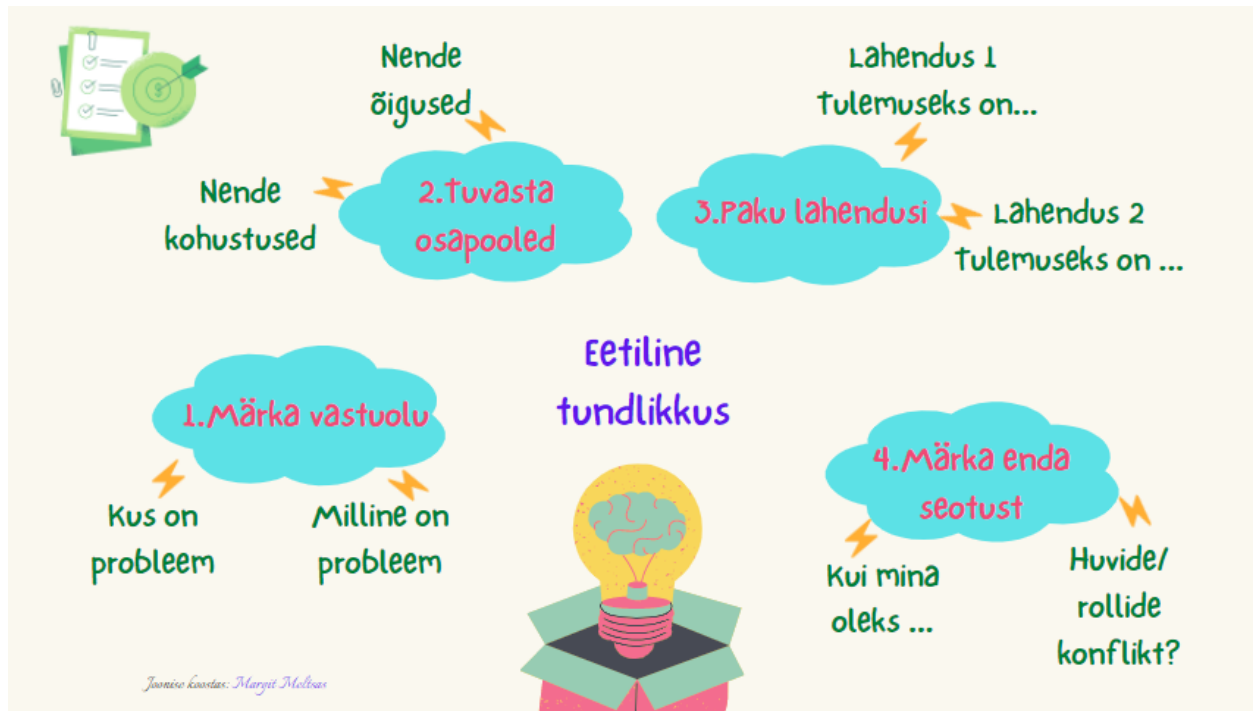 Nende
õigused
Nende
kohustused
2.Tuvasta
osapooled
Lahendus 1
tulemuseks on...
3.Paku lahendusi
Lahendus 2
tulemuseks on ...
Eetiline
tundlikkus
1.Märka vastuolu
Kus on
probleem
Milline on
probleem
4.Märka enda
seotust
Kui mina
oleks ...
Huvide/
rollide
konflikt?
Joonise koostas: Margit Moltsas